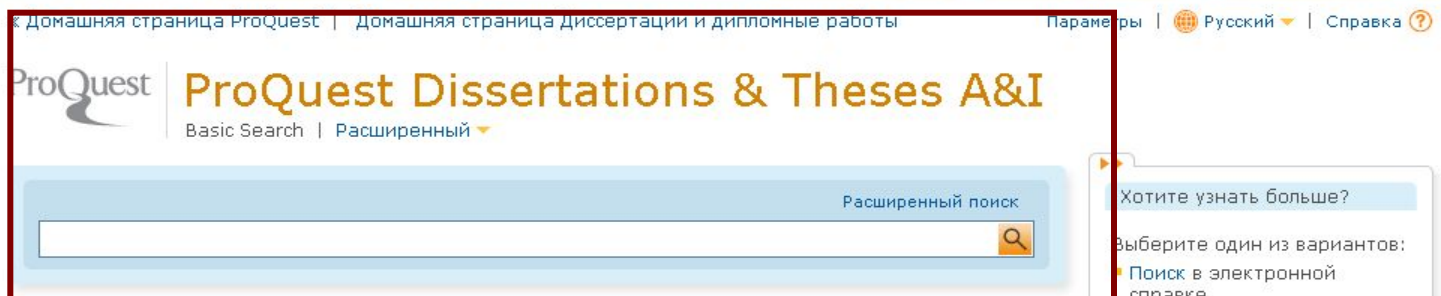 Домашняя страница ProQuest | Домашняя страница Диссертации и дипломные работы
Параметры | Русский | Справка ?
ProQuest
ProQuest Dissertations & Theses A&I
Basic Search | Расширенный
Расширенный поиск
Хотите узнать больше?
Выберите один из вариантов:
Поиск в электронной
справке